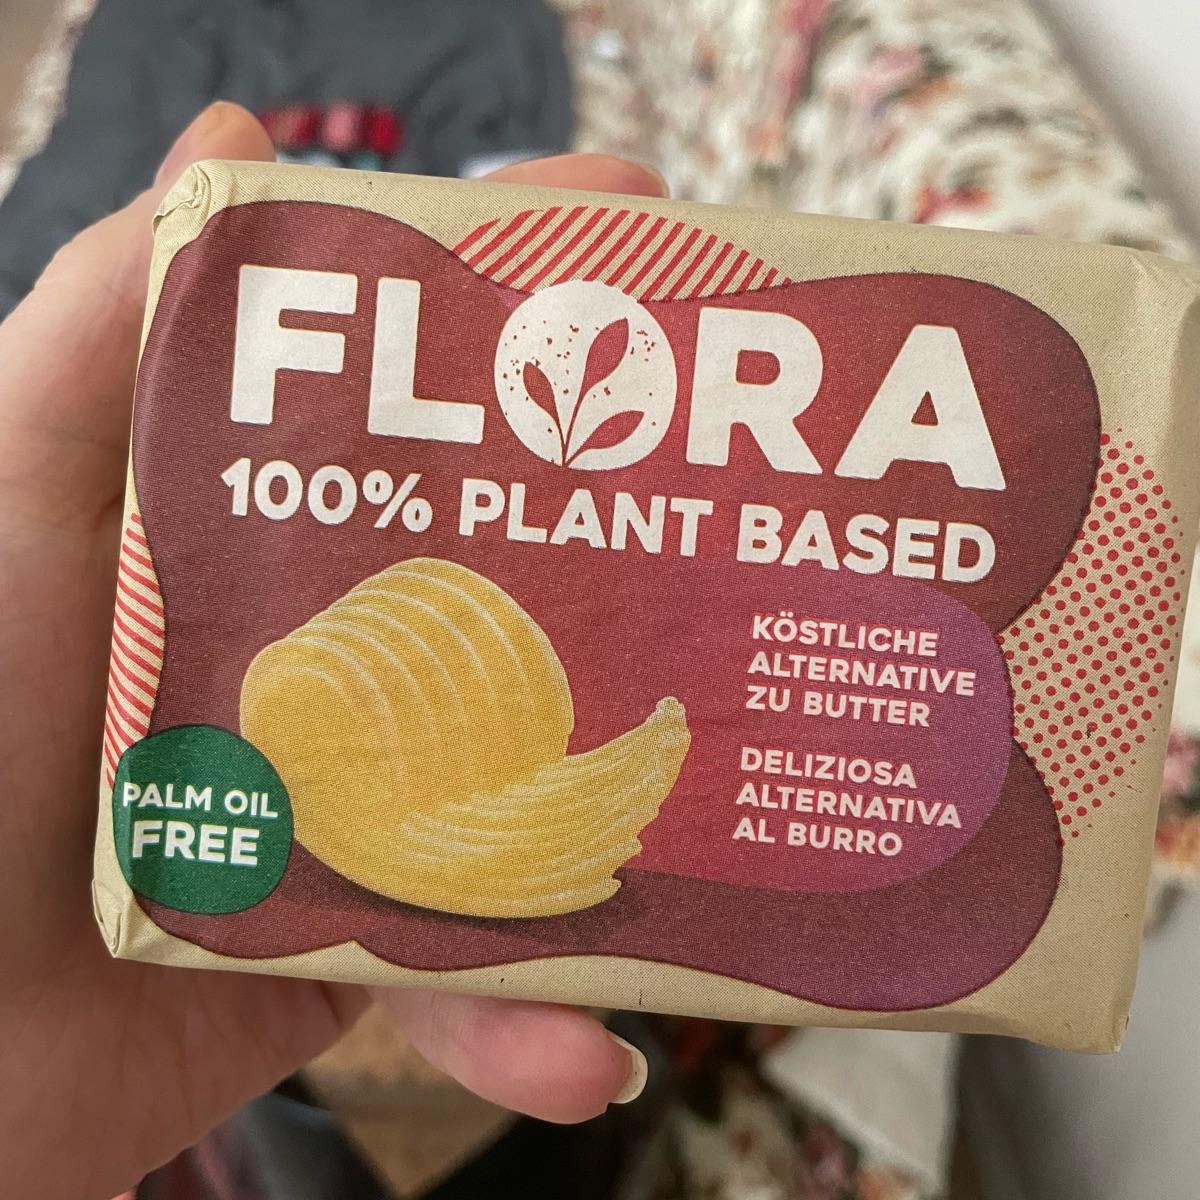 FLORA
100% PLANT BASED
KÖSTLICHE
ALTERNATIVE
ZU BUTTER
DELIZIOSA
ALTERNATIVA
AL BURRO
PALM OIL
FREE